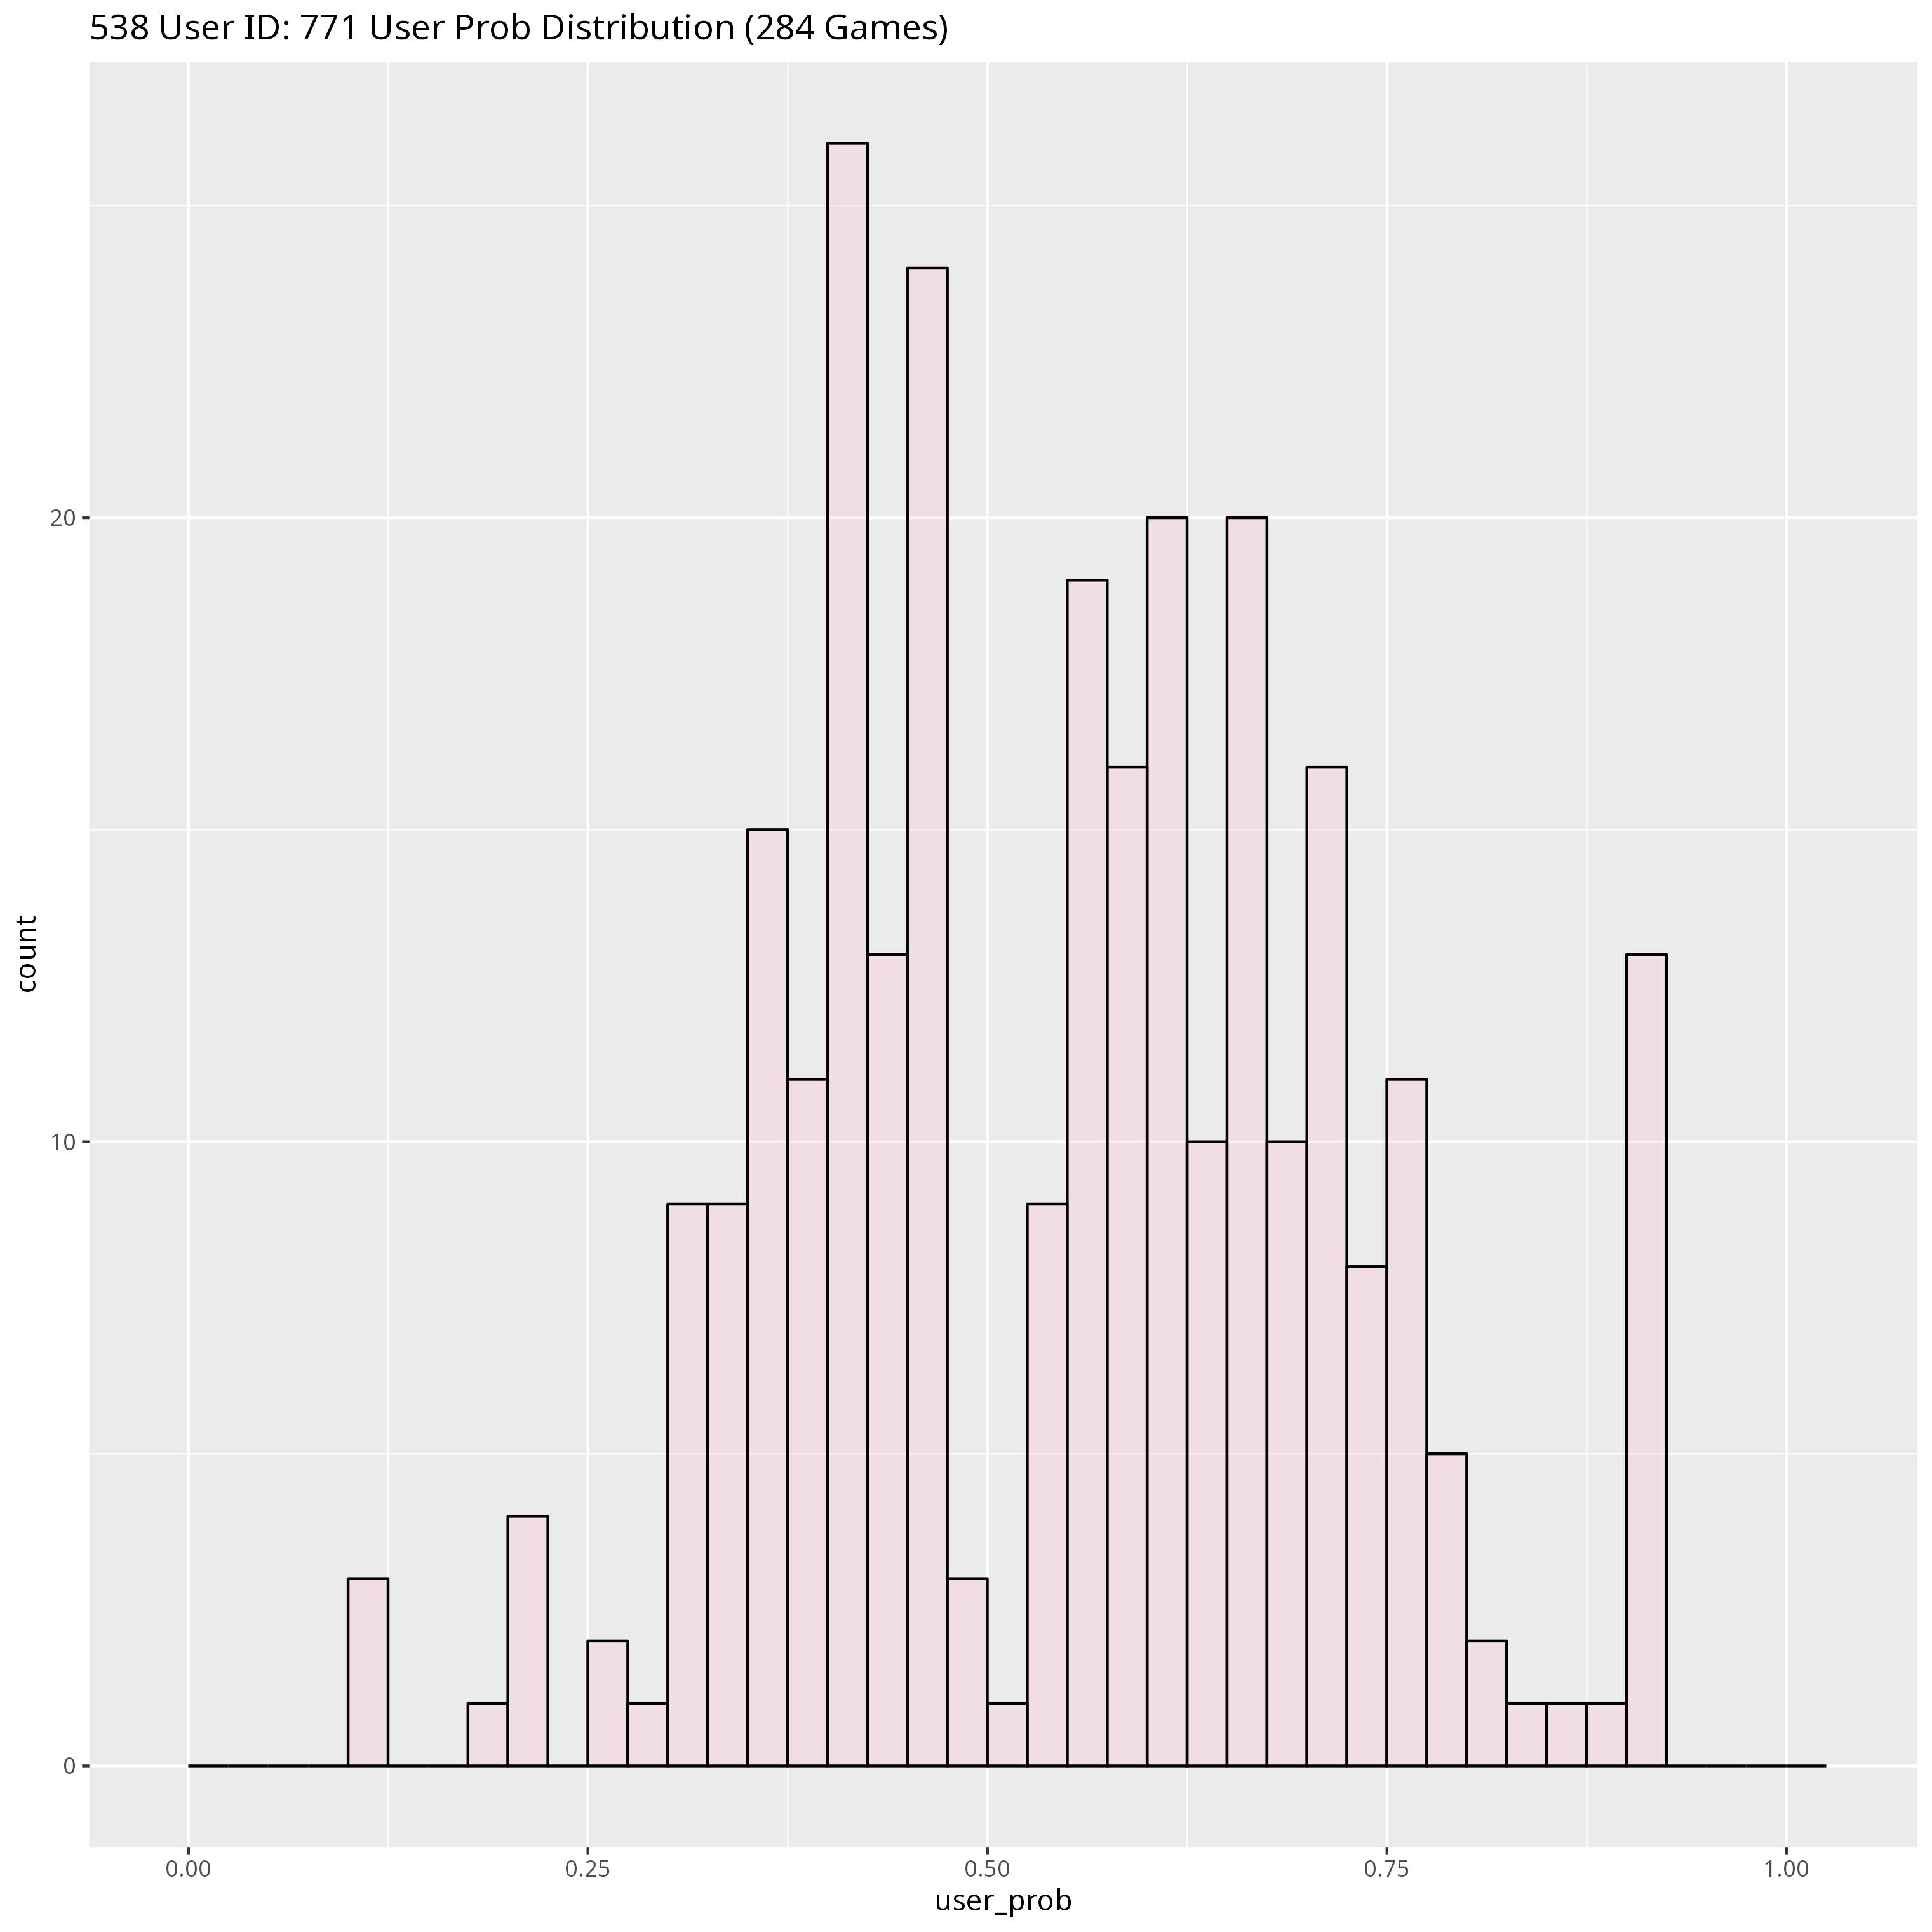 538 User ID: 771 User Prob Distribution (284 Games)
count
20
10
0
0.00 0.25 0.50 0.75 1.00
user_prob